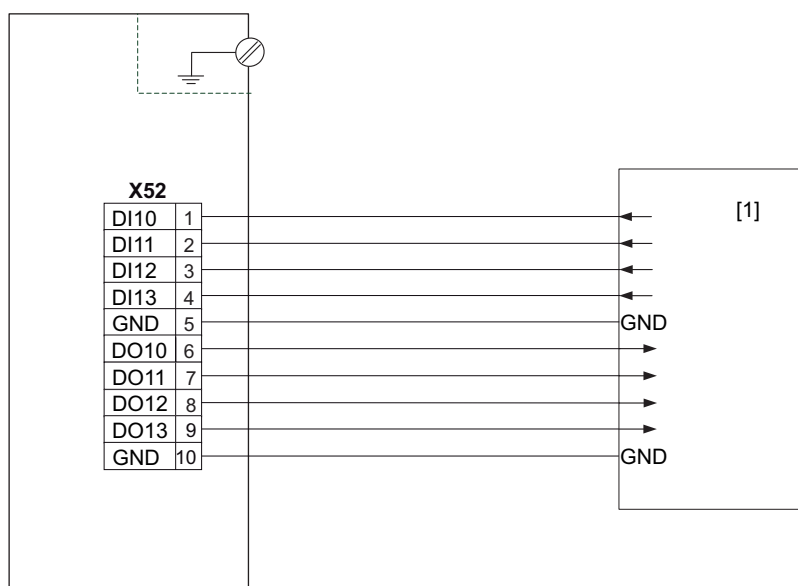 X52
DI10 1
DI11 2
DI12 3
DI13 4
GND 5
DO10 6
DO11 7
DO12 8
DO13 9
GND 10
[1]
GND
GND